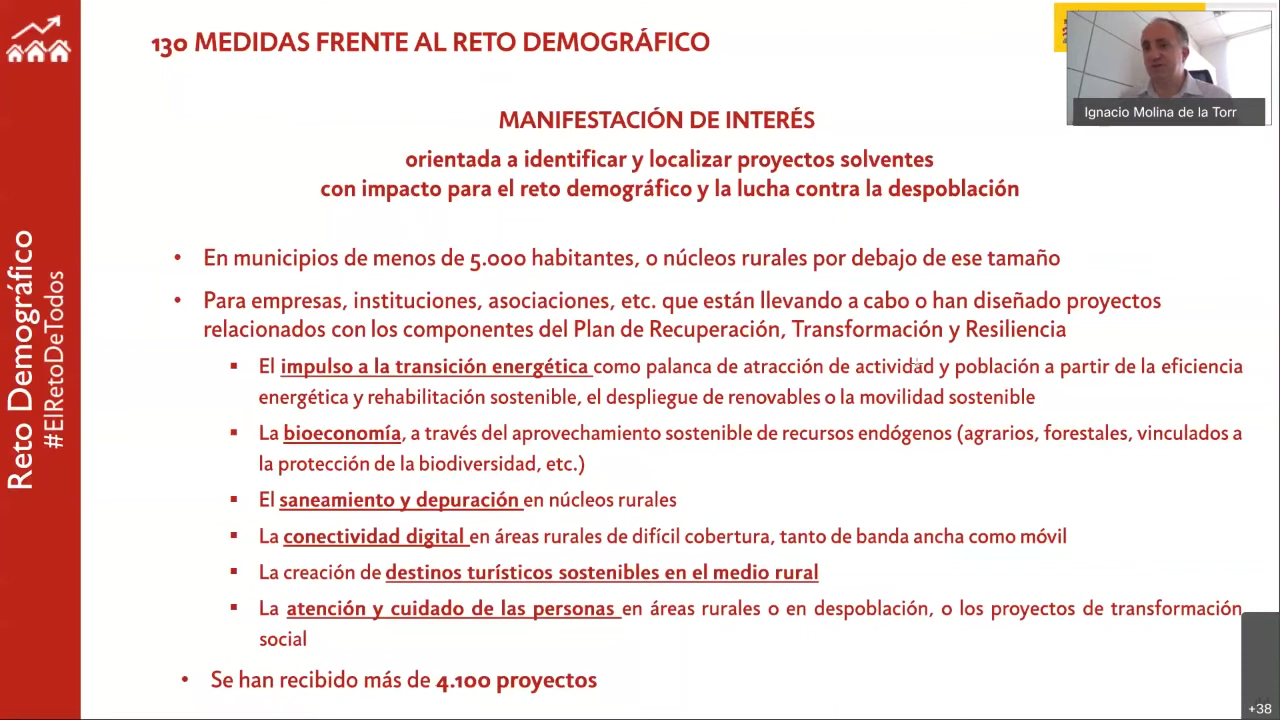 130 MEDIDAS FRENTE AL RETO DEMOGRÁFICO
Ignacio Molina de la Torr
MANIFESTACIÓN DE INTERÉS
orientada a identificar y localizar proyectos solventes
con impacto para el reto demográfico y la lucha contra la despoblación
• En municipios de menos de 5.000 habitantes, o núcleos rurales por debajo de ese tamaño
• Para empresas, instituciones, asociaciones, etc. que están llevando a cabo o han diseñado proyectos
relacionados con los componentes del Plan de Recuperación, Transformación y Resiliencia
▪ El impulso a la transición energética como palanca de atracción de actividad y población a partir de la eficiencia
energética y rehabilitación sostenible, el despliegue de renovables o la movilidad sostenible
▪ La bioeconomía, a través del aprovechamiento sostenible de recursos endógenos (agrarios, forestales, vinculados a
la protección de la biodiversidad, etc.)
▪ El saneamiento y depuración en núcleos rurales
▪ La conectividad digital en áreas rurales de difícil cobertura, tanto de banda ancha como móvil
▪ La creación de destinos turísticos sostenibles en el medio rural
▪ La atención y cuidado de las personas en áreas rurales o en despoblación, o los proyectos de transformación
social
• Se han recibido más de 4.100 proyectos
Reto Demográfico
#ElRetoDeTodos
+38